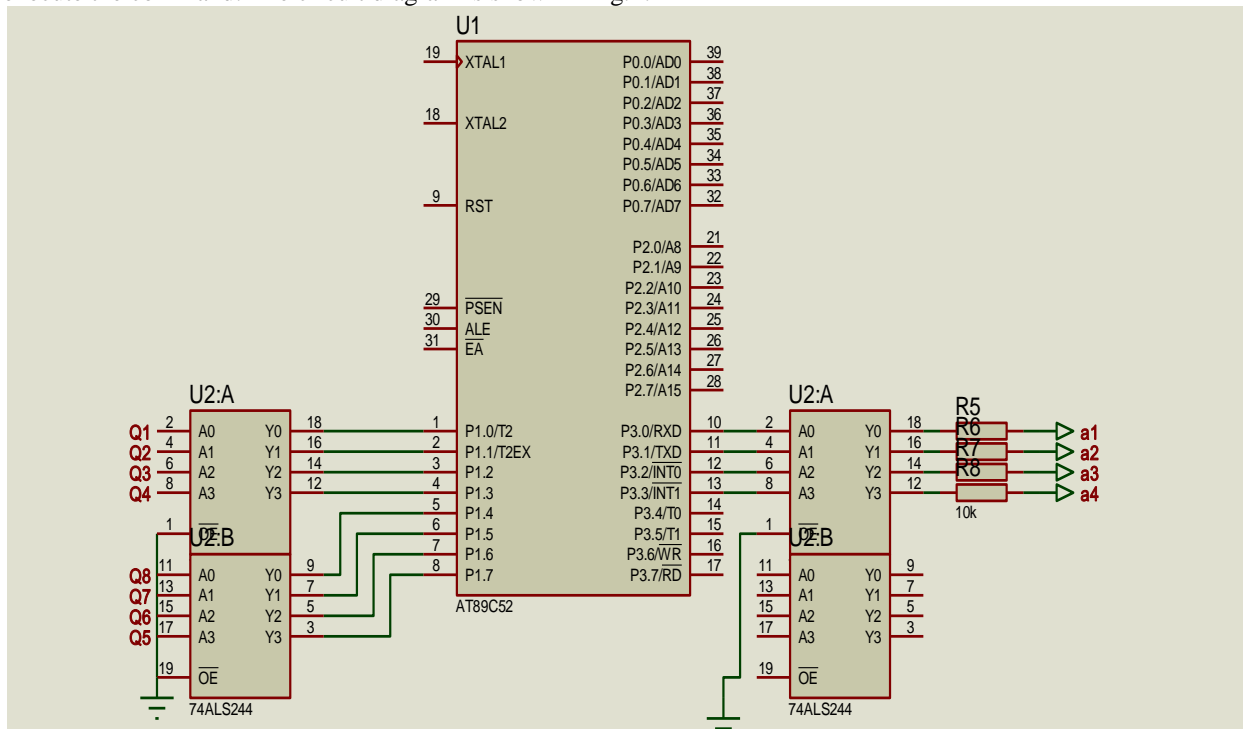 U1
19 XTAL1 P0.0/AD0 39
P0.1/AD1 38
P0.2/AD2 37
18 XTAL2 P0.3/AD3 36
P0.4/AD4 35
P0.5/AD5 34
P0.6/AD6 33
9 RST P0.7/AD7 32
P2.0/A8 21
P2.1/A9 22
P2.2/A10 23
29 PSEN P2.3/A11 24
30 ALE P2.4/A12 25
31 EA P2.5/A13 26
P2.6/A14 27
P2.7/A15 28
U2:A U2:A
R5
Q1 2 A0 Y0 18 1 P1.0/T2 P3.0/RXD 10 2 A0 Y0 18 R6 a1
Q2 4 A1 Y1 16 2 P1.1/T2EX P3.1/TXD 11 4 A1 Y1 16 R7 a2
Q3 6 A2 Y2 14 3 P1.2 P3.2/INT0 12 6 A2 Y2 14 R8 a3
Q4 8 A3 Y3 12 4 P1.3 P3.3/INT1 13 8 A3 Y3 12 a4
5 P1.4 P3.4/T0 14 10k
1 OE 6 P1.5 P3.5/T1 15 1 OE
U2:B 7 P1.6 P3.6/WR 16 U2:B
Q8 11 A0 Y0 9 8 P1.7 P3.7/RD 17 11 A0 Y0 9
Q7 13 A1 Y1 7 13 A1 Y1 7
AT89C52
Q6 15 A2 Y2 5 15 A2 Y2 5
Q5 17 A3 Y3 3 17 A3 Y3 3
19 OE 19 OE
74ALS244 74ALS244